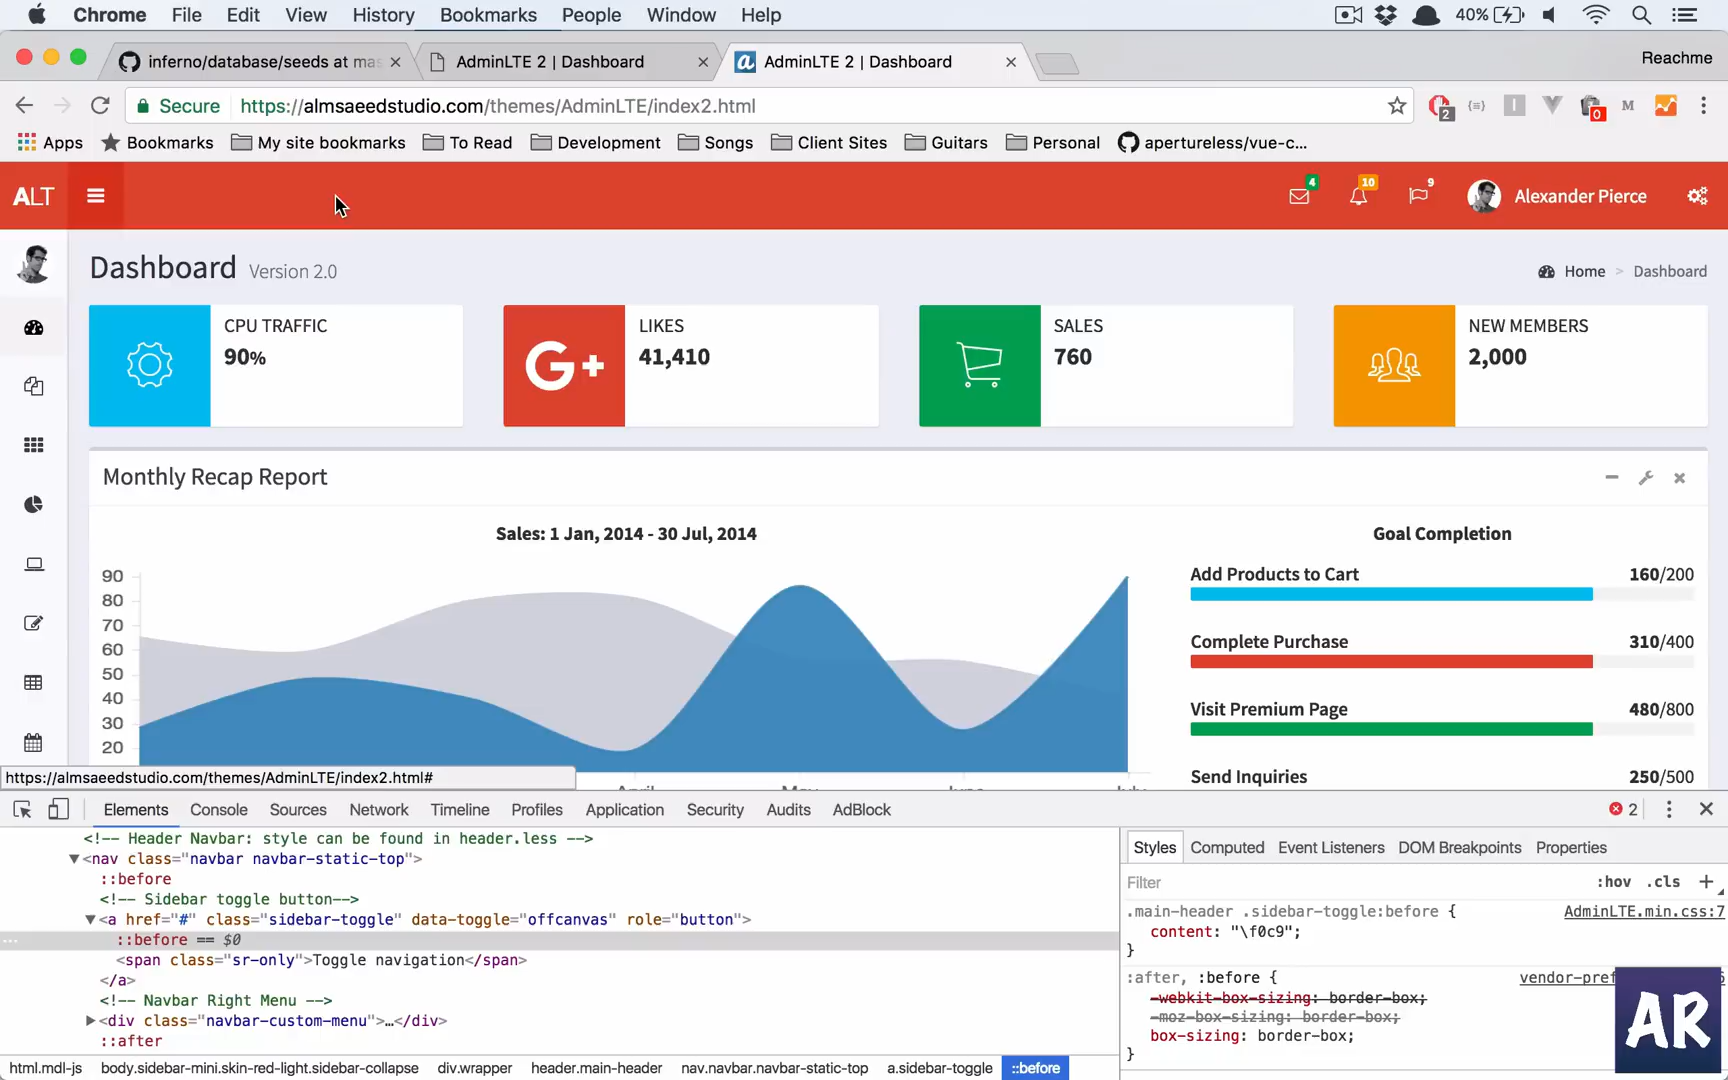 Chrome File Edit View History Bookmarks People Window Help 40%
inferno/database/seeds at mas AdminLTE 2 | Dashboard AdminLTE 2 | Dashboard Reachme
Secure https://almsaeedstudio.com/themes/AdminLTE/index2.html 2 0 M
Apps Bookmarks My site bookmarks To Read Development Songs Client Sites Guitars Personal apertureless/vue-c...
ALT 4 10 9 Alexander Pierce
Dashboard Version 2.0 Home > Dashboard
CPU TRAFFIC LIKES SALES NEW MEMBERS
90% 41,410 760 2,000
G+
Monthly Recap Report
Sales: 1 Jan, 2014 - 30 Jul, 2014 Goal Completion
90
80
70
60
50
40
30
20
Add Products to Cart 160/200
Complete Purchase 310/400
Visit Premium Page 480/800
Send Inquiries 250/500
https://almsaeedstudio.com/themes/AdminLTE/index2.html#
Elements Console Sources Network Timeline Profiles Application Security Audits AdBlock 2
<!-- Header Navbar: style can be found in header.less -->
<nav class="navbar navbar-static-top">
::before
<!-- Sidebar toggle button-->
<a href="#" class="sidebar-toggle" data-toggle="offcanvas" role="button">
::before == $0
<span class="sr-only">Toggle navigation</span>
</a>
<!-- Navbar Right Menu -->
<div class="navbar-custom-menu">…</div>
::after
html.mdl-js body.sidebar-mini.skin-red-light.sidebar-collapse div.wrapper header.main-header nav.navbar.navbar-static-top a.sidebar-toggle ::before
Styles Computed Event Listeners DOM Breakpoints Properties
Filter :hov .cls +
.main-header .sidebar-toggle:before { AdminLTE.min.css:7
content: "\f0c9";
}
:after, :before { vendor-pref
-webkit-box-sizing: border-box;
-moz-box-sizing: border-box;
box-sizing: border-box;
}
AR